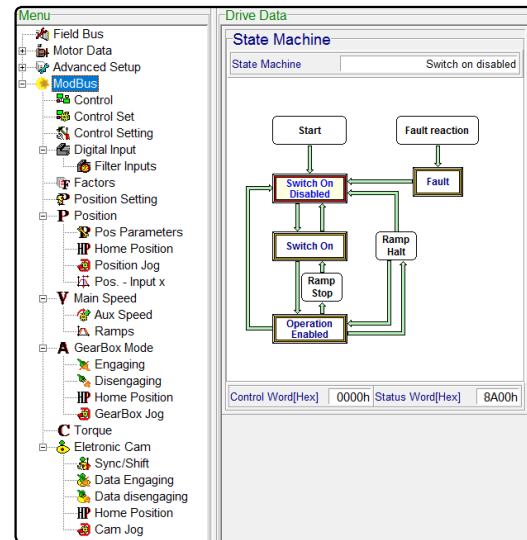 Menu
Field Bus
Motor Data
Advanced Setup
ModBus
Control
Control Set
Control Setting
Digital Input
Filter Inputs
Factors
Position Setting
Position
Pos Parameters
Home Position
Position Jog
Pos. - Input x
Main Speed
Aux Speed
Ramps
GearBox Mode
Engaging
Disengaging
Home Position
GearBox Jog
Torque
Eletronic Cam
Sync/Shift
Data Engaging
Data disengaging
Home Position
Cam Jog
Drive Data
State Machine
State Machine Switch on disabled
Start
Fault reaction
Switch On
Disabled
Fault
Switch On
Ramp
Halt
Ramp
Stop
Operation
Enabled
Control Word[Hex] 0000h Status Word[Hex] 8A00h